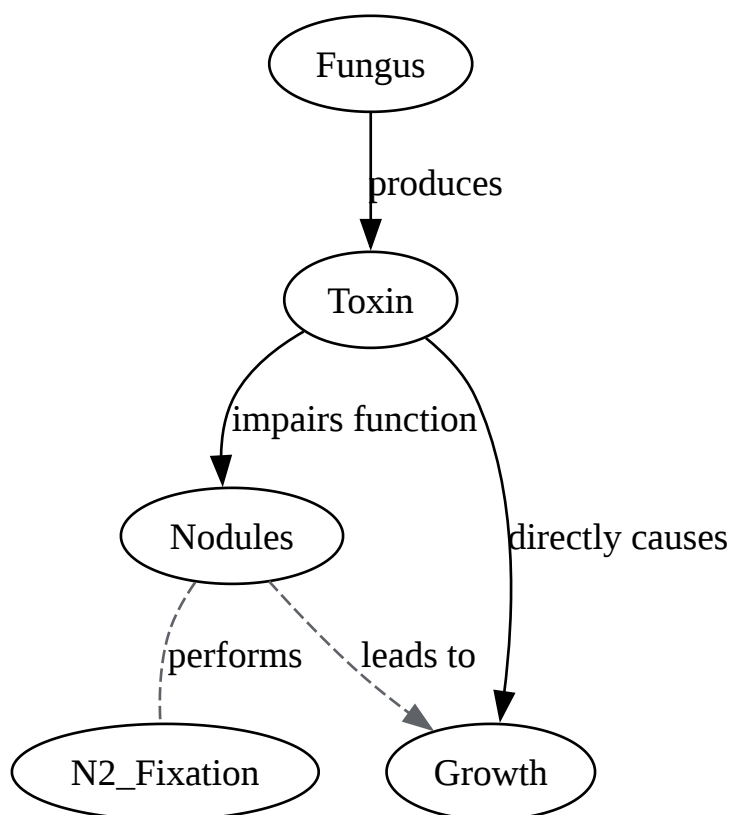 Fungus
produces
Toxin
impairs function
Nodules
directly causes
performs
leads to
N2_Fixation
Growth